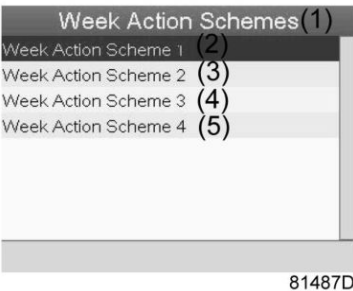 Week Action Schemes(1)
Week Action Scheme 1 (2)
Week Action Scheme 2 (3)
Week Action Scheme 3 (4)
Week Action Scheme 4 (5)
81487D